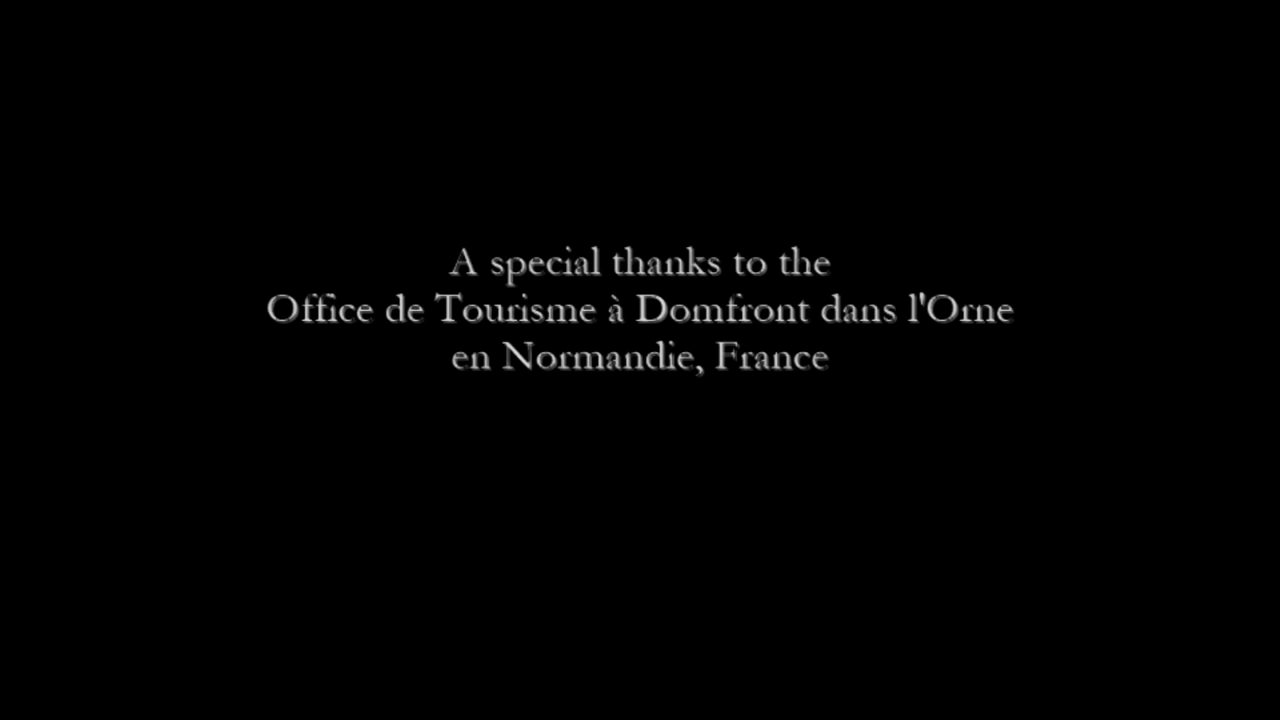 A special thanks to the
Office de Tourisme à Domfront dans l'Orne
en Normandie, France